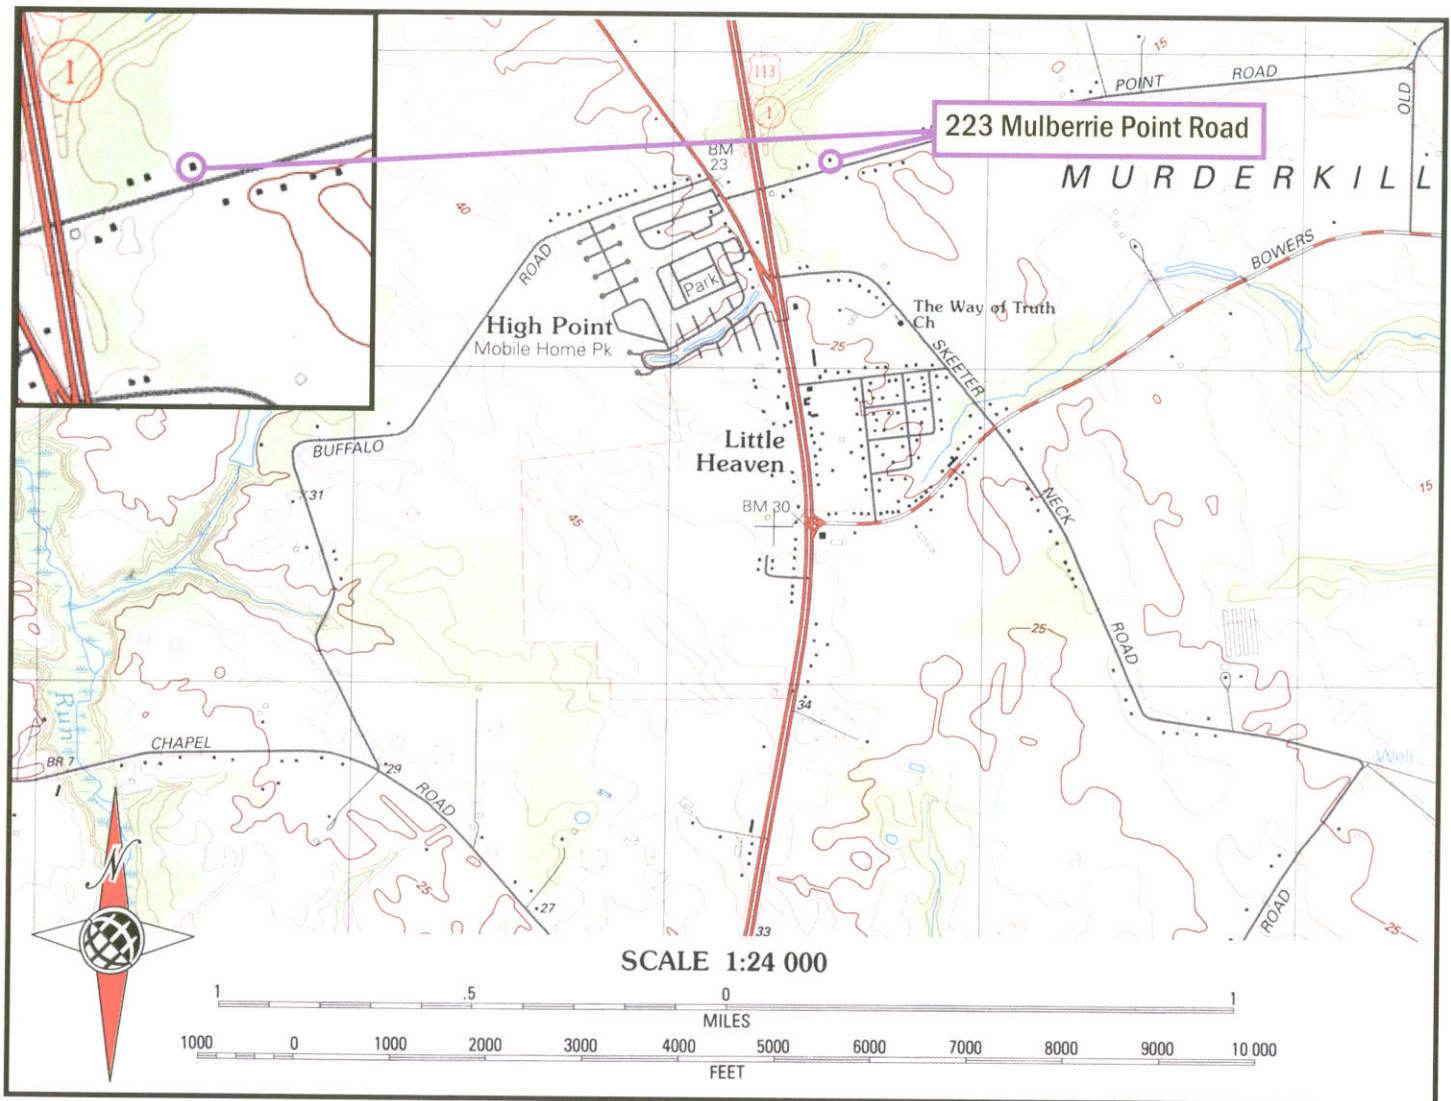 1
113
1
15
POINT ROAD
OLD
223 Mulberrie Point Road
BM
23
MURDERKILL
40
ROAD
Park
BOWERS
High Point
Mobile Home Pk
The Way of Truth
Ch
25
SKEETER
BUFFALO
Little
Heaven
31
BM 30
45
NECK
15
25
ROAD
34
Run
CHAPEL
BR 7
29
Well
ROAD
25
27
ROAD
25
33
N
SCALE 1:24 000
1 .5 0 1
MILES
1000 0 1000 2000 3000 4000 5000 6000 7000 8000 9000 10 000
FEET